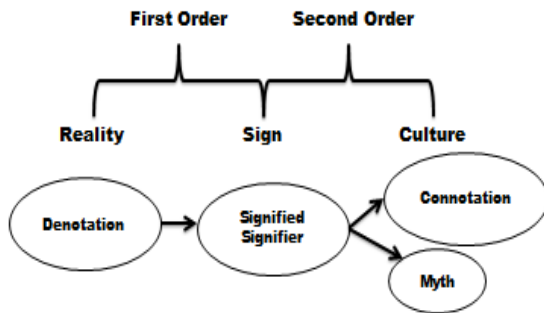 First Order Second Order
Reality Sign Culture
Denotation
Signified
Signifier
Connotation
Myth